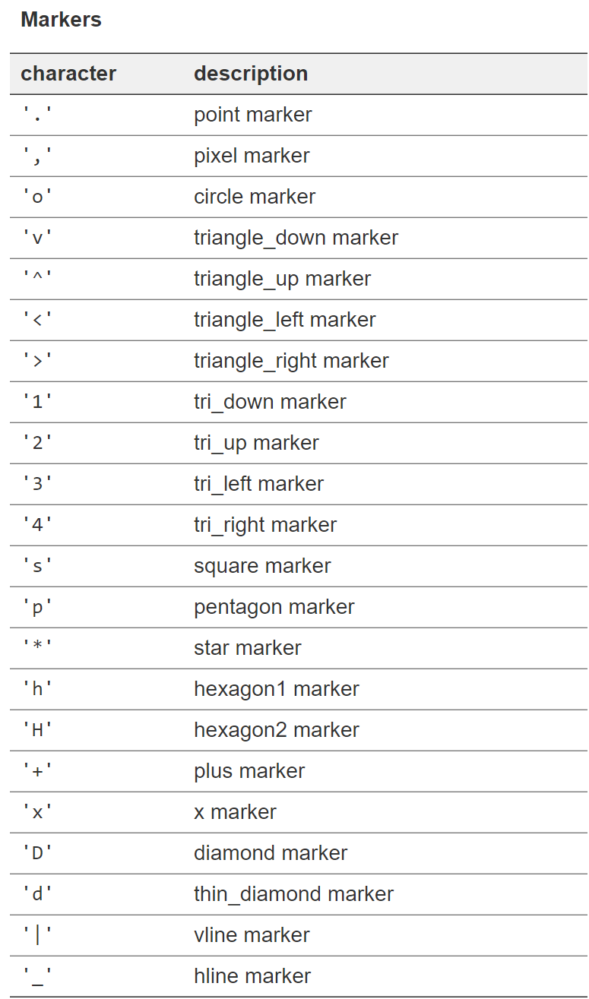 Markers
character description
'.' point marker
',' pixel marker
'o' circle marker
'v' triangle_down marker
'^' triangle_up marker
'<' triangle_left marker
'>' triangle_right marker
'1' tri_down marker
'2' tri_up marker
'3' tri_left marker
'4' tri_right marker
's' square marker
'p' pentagon marker
'*' star marker
'h' hexagon1 marker
'H' hexagon2 marker
'+' plus marker
'x' x marker
'D' diamond marker
'd' thin_diamond marker
'|' vline marker
'_' hline marker